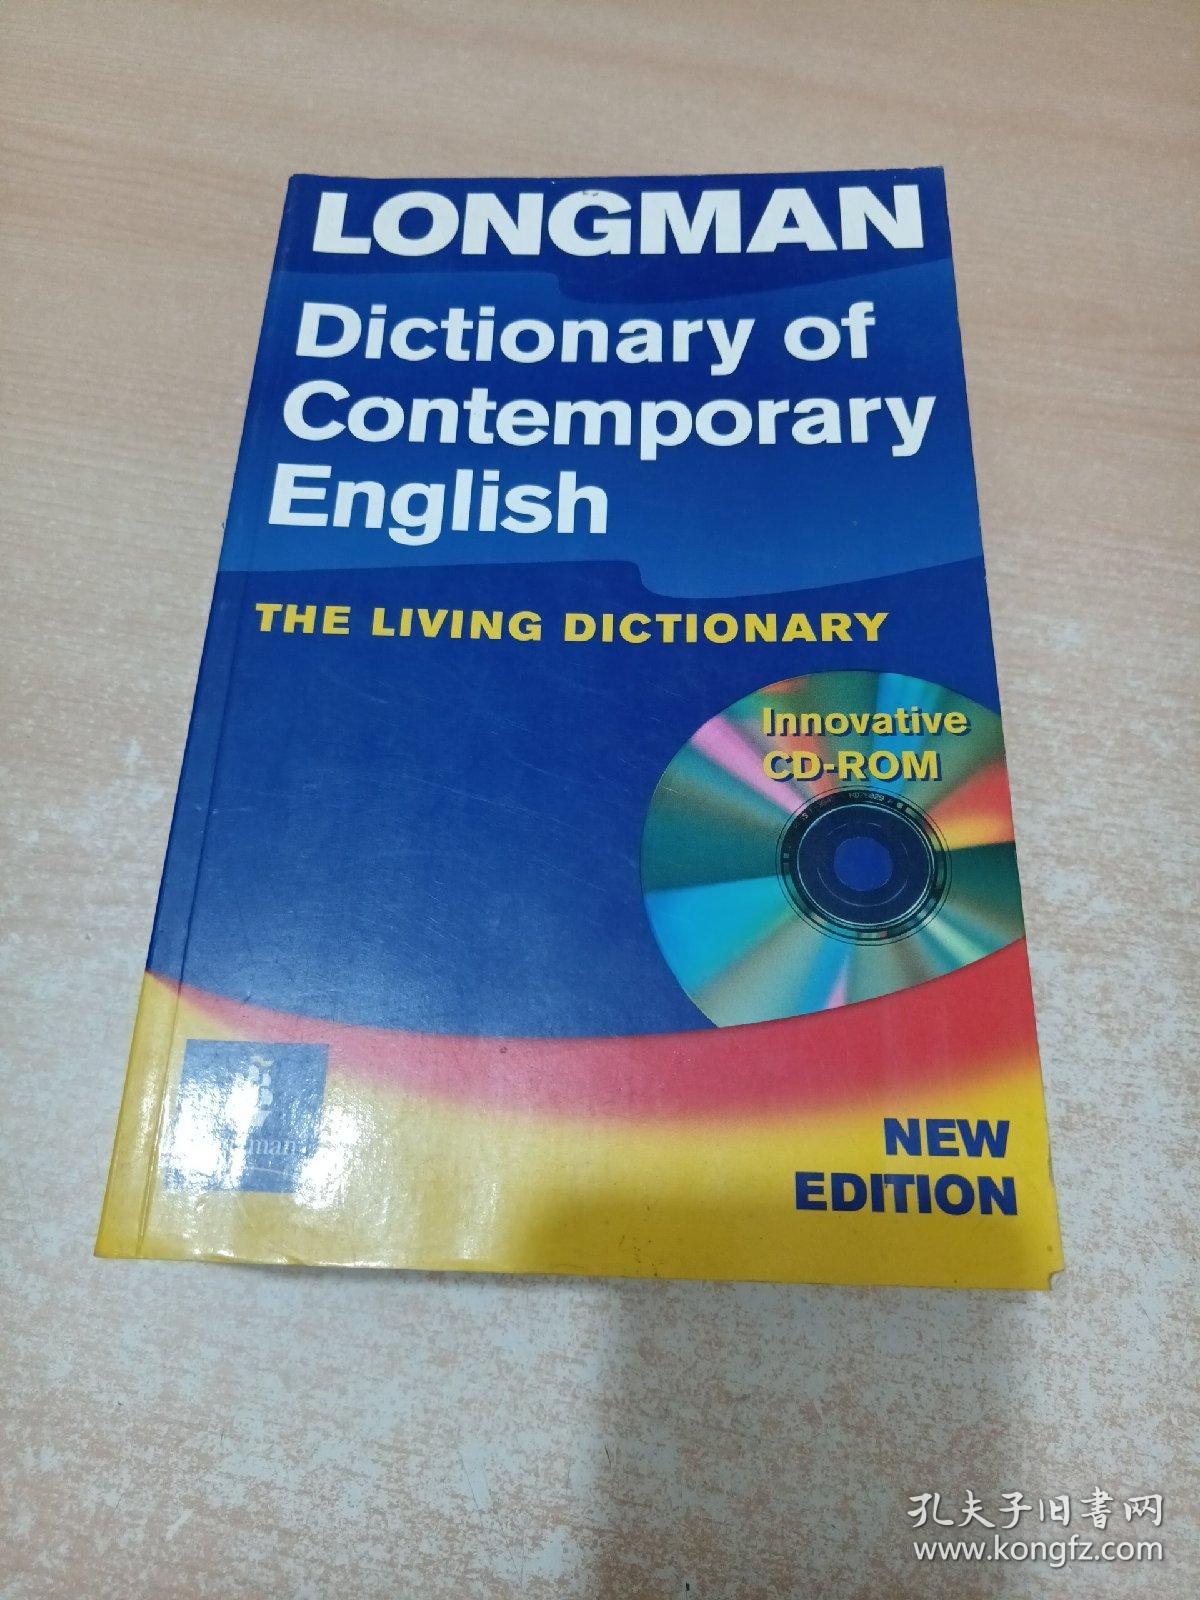 LONGMAN
Dictionary of
Contemporary
English
THE LIVING DICTIONARY
Innovative
CD-ROM
NEW
EDITION
孔夫子旧书网
www.kongfz.com